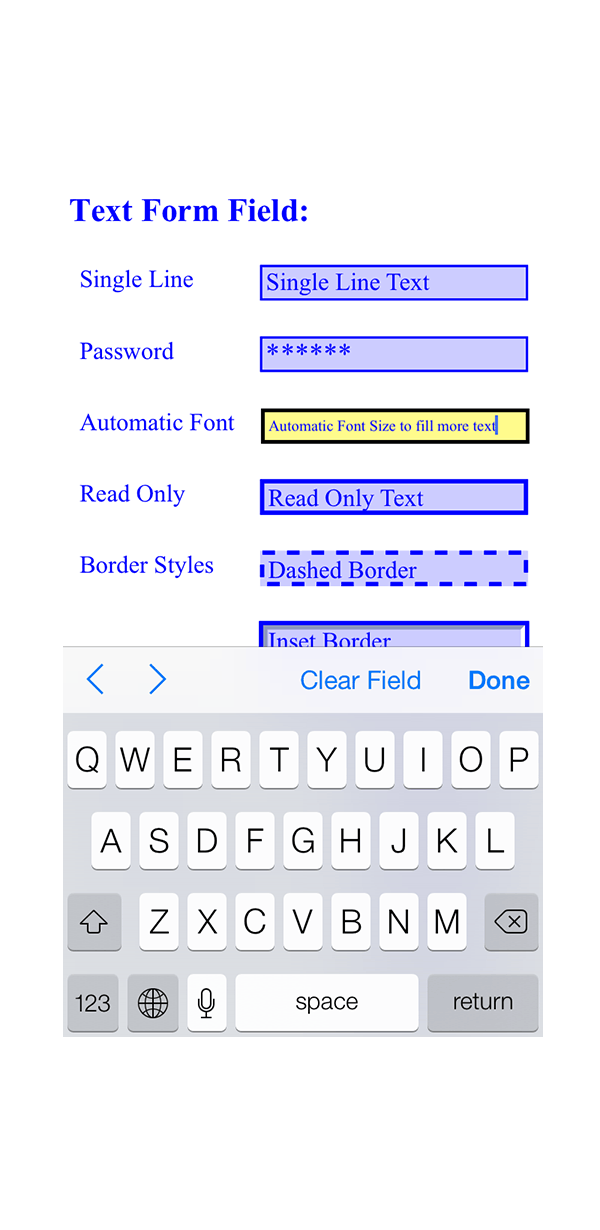 Text Form Field:
Single Line Single Line Text
Password ******
Automatic Font Automatic Font Size to fill more text
Read Only Read Only Text
Border Styles Dashed Border
Inset Border
Clear Field Done
Q W E R T Y U I O P
A S D F G H J K L
Z X C V B N M
123 space return